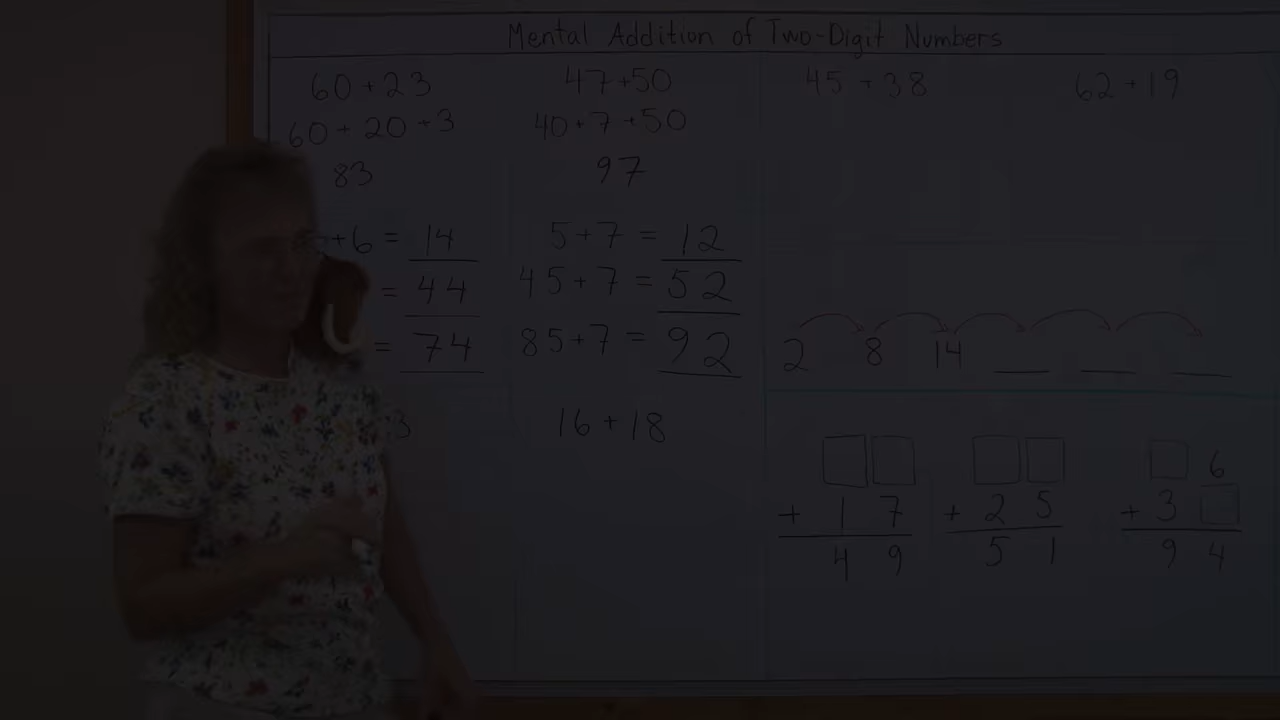 Mental Addition of Two-Digit Numbers
60 + 23
60 + 20 + 3
83
47 + 50
40 + 7 + 50
97
+ 6 = 14
= 44
= 74
5 + 7 = 12
45 + 7 = 52
85 + 7 = 92
3
16 + 18
45 + 38
62 + 19
2 8 14
+ 1 7
4 9
+ 2 5
5 1
6
+ 3
9 4